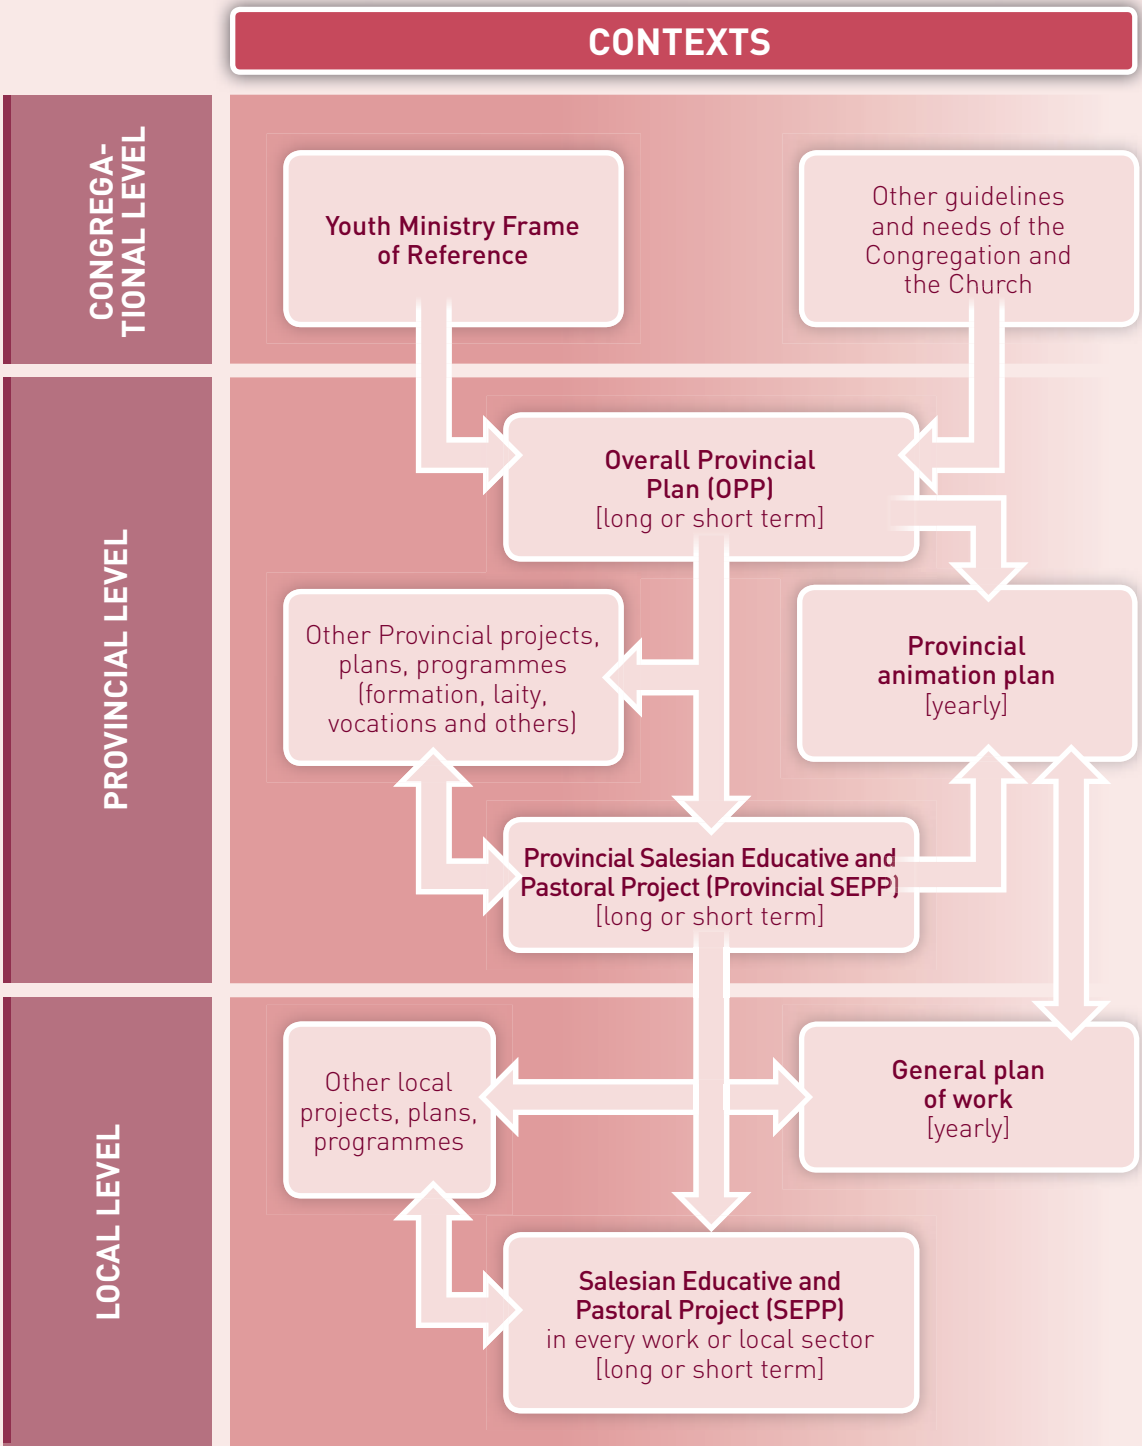 CONTEXTS
CONGREGA-
TIONAL LEVEL
Youth Ministry Frame
of Reference
Other guidelines
and needs of the
Congregation and
the Church
PROVINCIAL LEVEL
Overall Provincial
Plan (OPP)
[long or short term]
Other Provincial projects,
plans, programmes
(formation, laity,
vocations and others)
Provincial
animation plan
[yearly]
Provincial Salesian Educative and
Pastoral Project (Provincial SEPP)
[long or short term]
LOCAL LEVEL
Other local
projects, plans,
programmes
General plan
of work
[yearly]
Salesian Educative and
Pastoral Project (SEPP)
in every work or local sector
[long or short term]